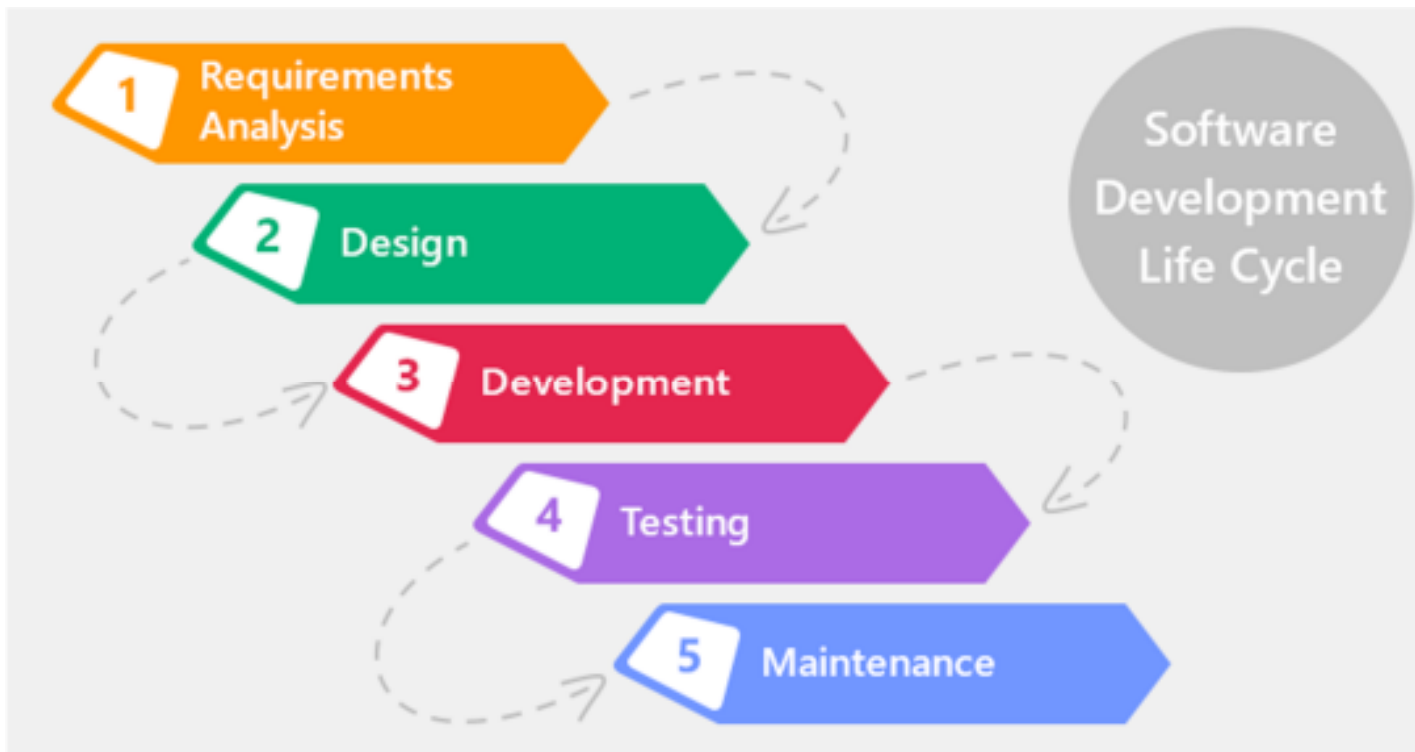 1
Requirements
Analysis
2
Design
3
Development
4
Testing
5
Maintenance
Software
Development
Life Cycle